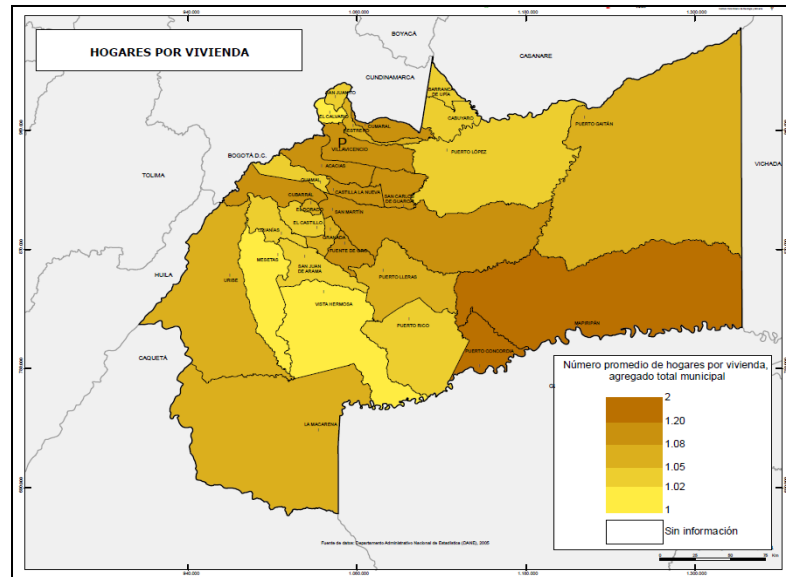 HOGARES POR VIVIENDA
BOYACÁ
CASANARE
CUNDINAMARCA
BARRANCA
DE UPÍA
SAN JUANITO
CABUYARO
EL CALVARIO
PUERTO GAITÁN
CUMARAL
RESTREPO
P
VILLAVICENCIO
PUERTO LÓPEZ
BOGOTÁ D.C.
VICHADA
ACACIAS
TOLIMA
GUAMAL
CUBARRAL
CASTILLA LA NUEVA
SAN CARLOS
DE GUAROA
EL DORADO
SAN MARTÍN
EL CASTILLO
GRANADA
MESETAS
FUENTE DE ORO
SAN JUAN
DE ARAMA
HUILA
URIBE
PUERTO LLERAS
VISTA HERMOSA
PUERTO RICO
MAPIRIPÁN
CAQUETÁ
PUERTO CONCORDIA
LA MACARENA
Número promedio de hogares por vivienda,
agregado total municipal
2
1.20
1.08
1.05
1.02
1
Sin información
Fuente de datos: Departamento Administrativo Nacional de Estadística (DANE), 2005